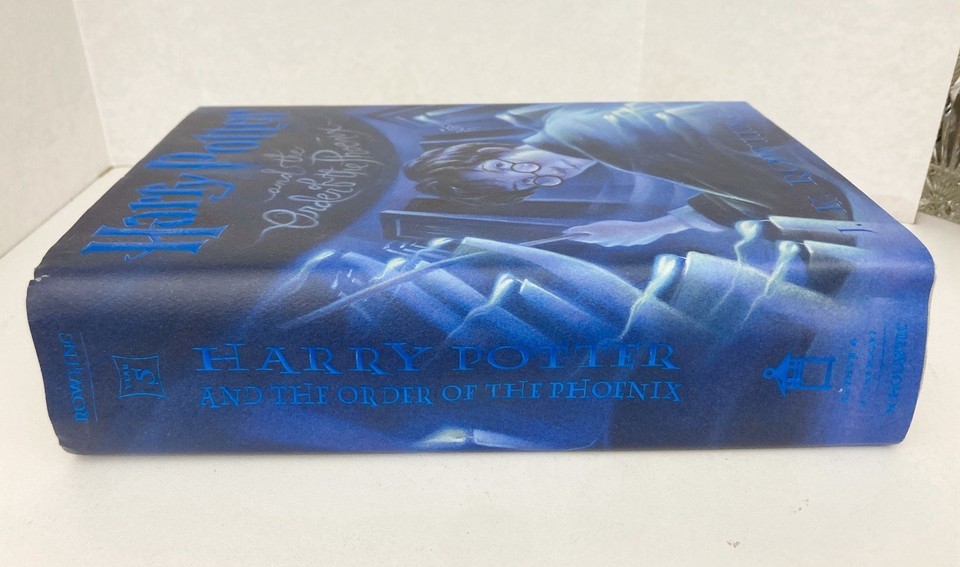 Harry Potter
and the
Order of the Phoenix
J. K. ROWLING
ROWLING
YEAR
5
HARRY POTTER
AND THE ORDER OF THE PHOENIX
SCHOLASTIC